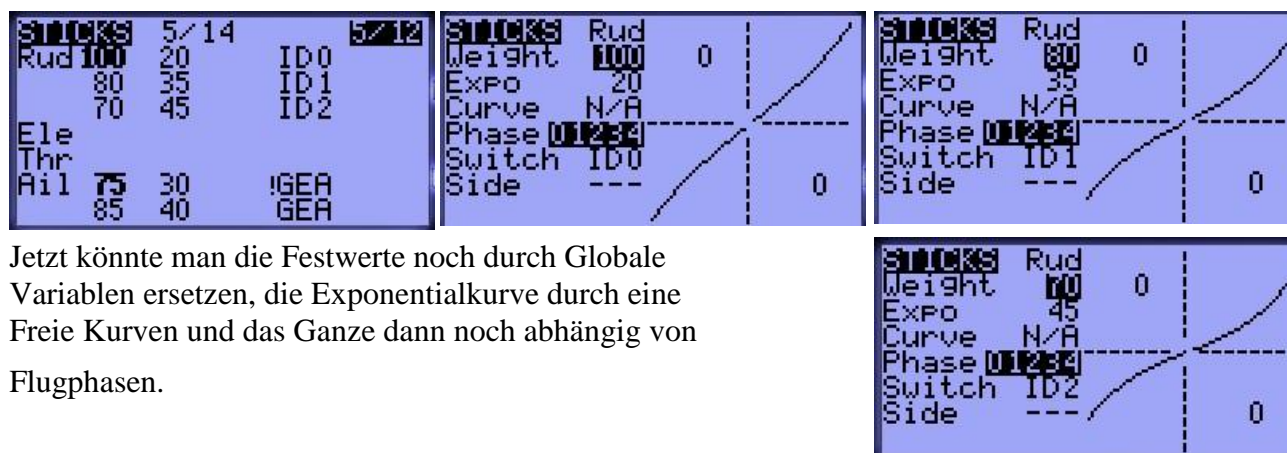 STICKS 5/14 5/12
Rud 100 20 ID0
80 35 ID1
70 45 ID2
Ele
Thr
Ail 75 30 !GEA
85 40 GEA
STICKS Rud
Weight 100 0
Expo 20
Curve N/A
Phase 01234
Switch ID0
Side --- 0
STICKS Rud
Weight 80 0
Expo 35
Curve N/A
Phase 01234
Switch ID1
Side --- 0
Jetzt könnte man die Festwerte noch durch Globale
Variablen ersetzen, die Exponentialkurve durch eine
Freie Kurven und das Ganze dann noch abhängig von
Flugphasen.
STICKS Rud
Weight 70 0
Expo 45
Curve N/A
Phase 01234
Switch ID2
Side --- 0